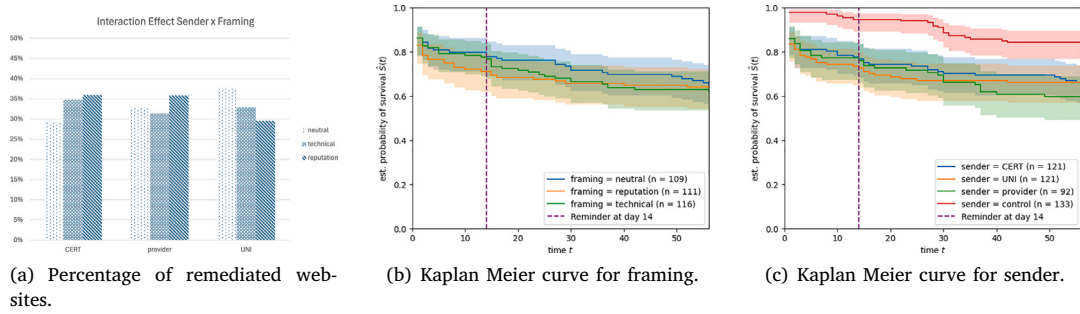 Interaction Effect Sender x Framing
50%
45%
40%
35%
30%
25%
20%
15%
10%
5%
0%
CERT
provider
UNI
neutral
technical
reputation
(a) Percentage of remediated web-
sites.
est. probability of survival Ŝ(t)
1.0
0.8
0.6
0.4
0.2
0.0
0 10 20 30 40 50
time t
framing = neutral (n = 109)
framing = reputation (n = 111)
framing = technical (n = 116)
Reminder at day 14
(b) Kaplan Meier curve for framing.
est. probability of survival Ŝ(t)
1.0
0.8
0.6
0.4
0.2
0.0
0 10 20 30 40 50
time t
sender = CERT (n = 121)
sender = UNI (n = 121)
sender = provider (n = 92)
sender = control (n = 133)
Reminder at day 14
(c) Kaplan Meier curve for sender.